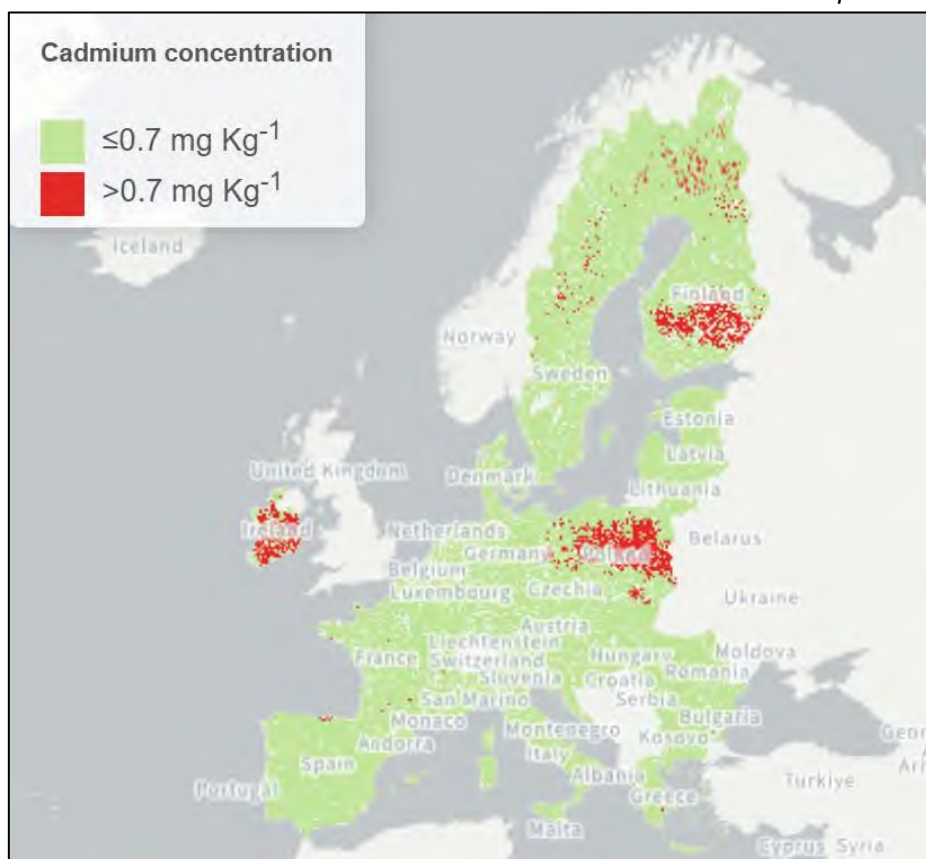 Cadmium concentration
≤0.7 mg Kg-1
>0.7 mg Kg-1
Iceland
Finland
Norway
Sweden
Estonia
Latvia
United Kingdom
Denmark
Lithuania
Ireland
Netherlands
Belarus
Germany
Poland
Belgium
Luxembourg
Czechia
Ukraine
Austria
Liechtenstein
Moldova
France
Switzerland
Hungary
Romania
Slovenia
Croatia
San Marino
Serbia
Monaco
Montenegro
Bulgaria
Andorra
Italy
Kosovo
Spain
Albania
Türkiye
Portugal
Greece
Malta
Cyprus
Syria